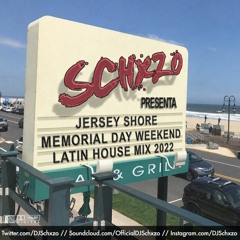 SCHXZO
PRESENTA
JERSEY SHORE
MEMORIAL DAY WEEKEND
LATIN HOUSE MIX 2022
& GRILL
Twitter.com/DJSchxzo // Soundcloud.com/OfficialDJSchxzo // Instagram.com/DJSchxzo